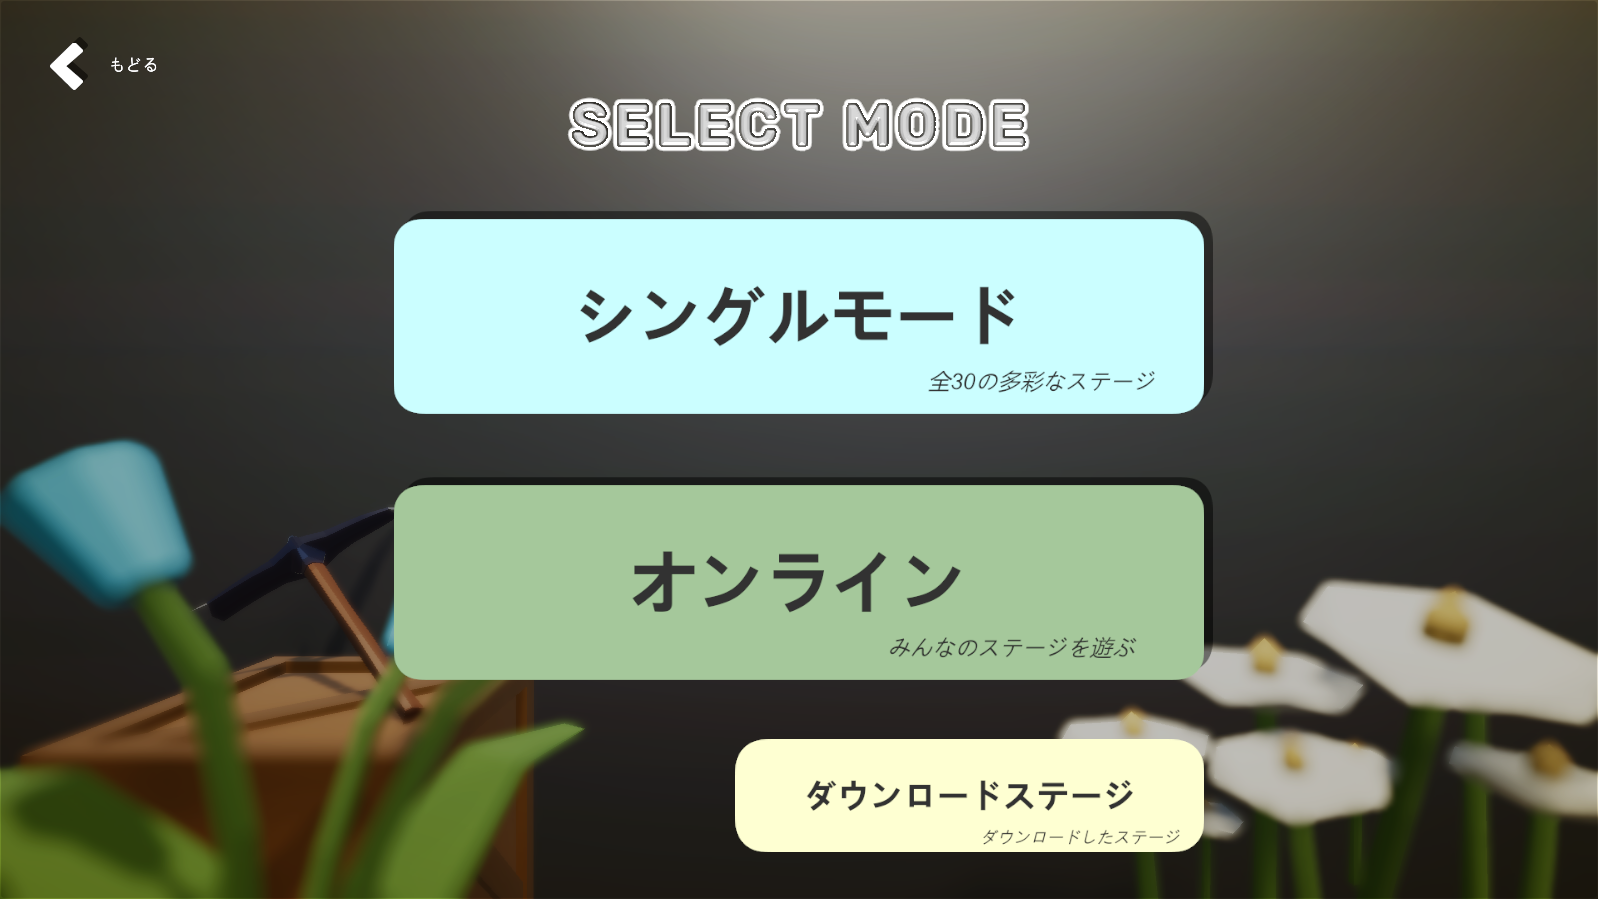 もどる
SELECT MODE
シングルモード
全30の多彩なステージ
オンライン
みんなのステージを遊ぶ
ダウンロードステージ
ダウンロードしたステージ